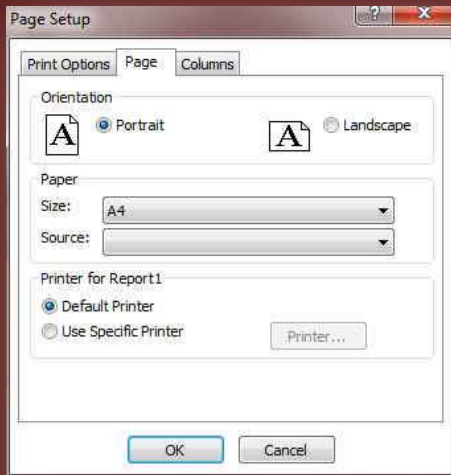 Page Setup
Print Options Page Columns
Orientation
A Portrait A Landscape
Paper
Size: A4
Source:
Printer for Report1
Default Printer
Use Specific Printer Printer...
OK Cancel